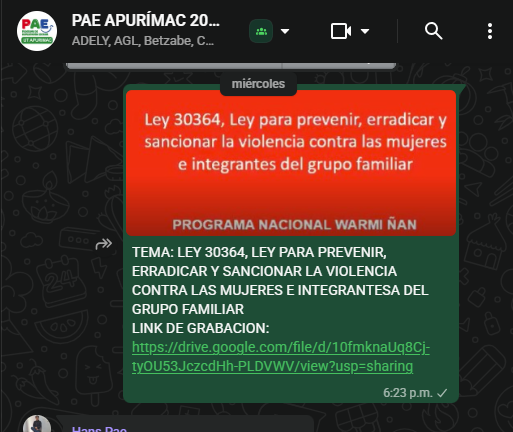 PAE
UT APURÍMAC
PAE APURÍMAC 20...
ADELY, AGL, Betzabe, C...
miércoles
Ley 30364, Ley para prevenir, erradicar y
sancionar la violencia contra las mujeres
e integrantes del grupo familiar
PROGRAMA NACIONAL WARMI ÑAN
TEMA: LEY 30364, LEY PARA PREVENIR,
ERRADICAR Y SANCIONAR LA VIOLENCIA
CONTRA LAS MUJERES E INTEGRANTESA DEL
GRUPO FAMILIAR
LINK DE GRABACION:
https://drive.google.com/file/d/10fmknaUq8Cj-
tyOU53JczcdHh-PLDVWV/view?usp=sharing
6:23 p.m.
Hans Pae